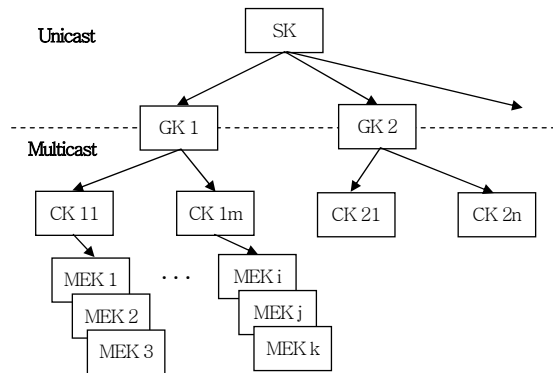 Unicast
SK
GK 1
GK 2
Multicast
CK 11
CK 1m
CK 21
CK 2n
MEK 1
MEK 2
MEK 3
. . .
MEK i
MEK j
MEK k